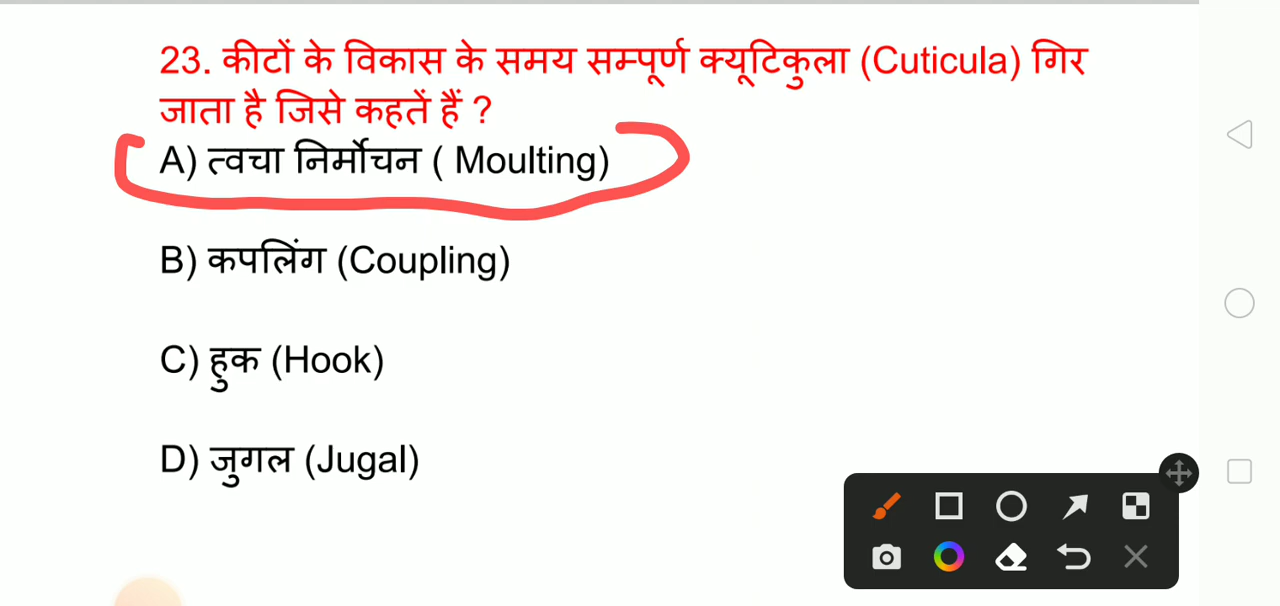 23. कीटों के विकास के समय सम्पूर्ण क्यूटिकुला (Cuticula) गिर
जाता है जिसे कहतें हैं ?
A) त्वचा निर्मोचन ( Moulting)
B) कपलिंग (Coupling)
C) हुक (Hook)
D) जुगल (Jugal)